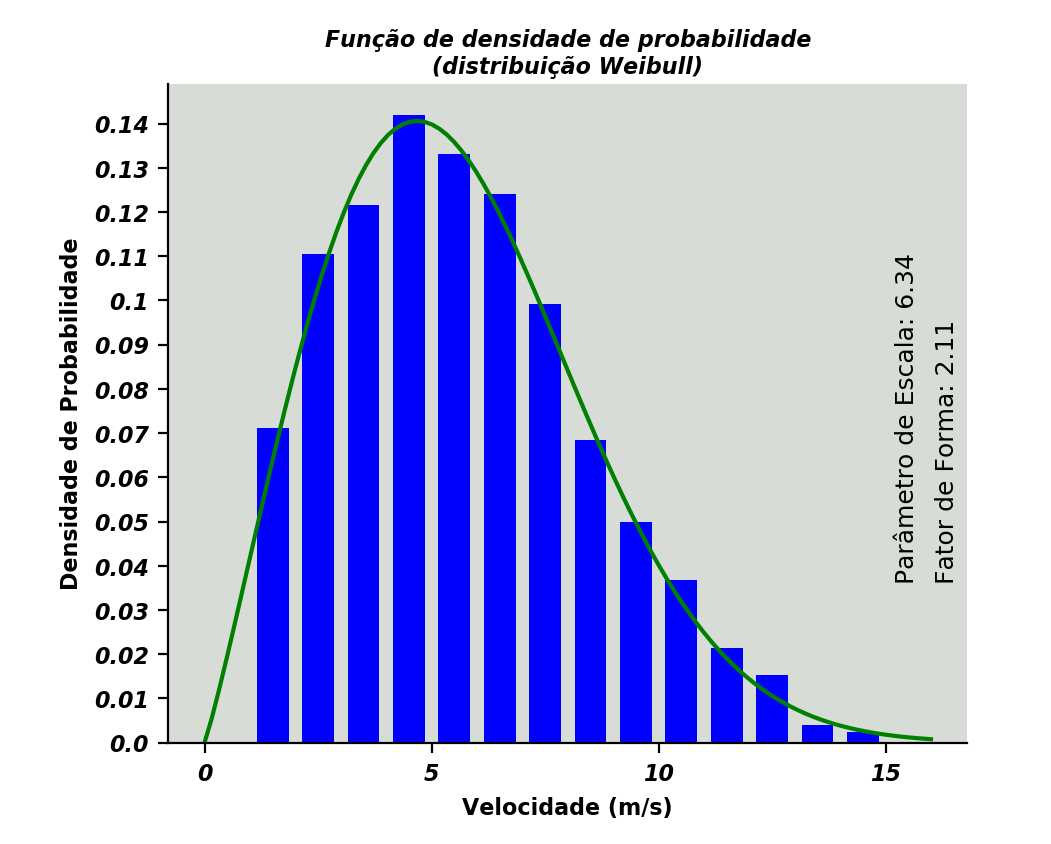 Função de densidade de probabilidade
(distribuição Weibull)
Densidade de Probabilidade
0.14
0.13
0.12
0.11
0.1
0.09
0.08
0.07
0.06
0.05
0.04
0.03
0.02
0.01
0.0
Parâmetro de Escala: 6.34
Fator de Forma: 2.11
0 5 10 15
Velocidade (m/s)